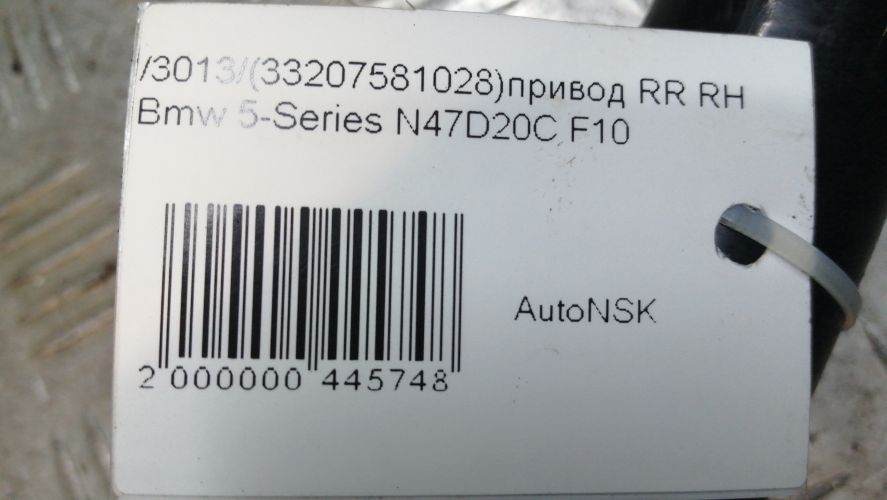 /3013/(33207581028)привод RR RH
Bmw 5-Series N47D20C F10
AutoNSK
2 000000 445748